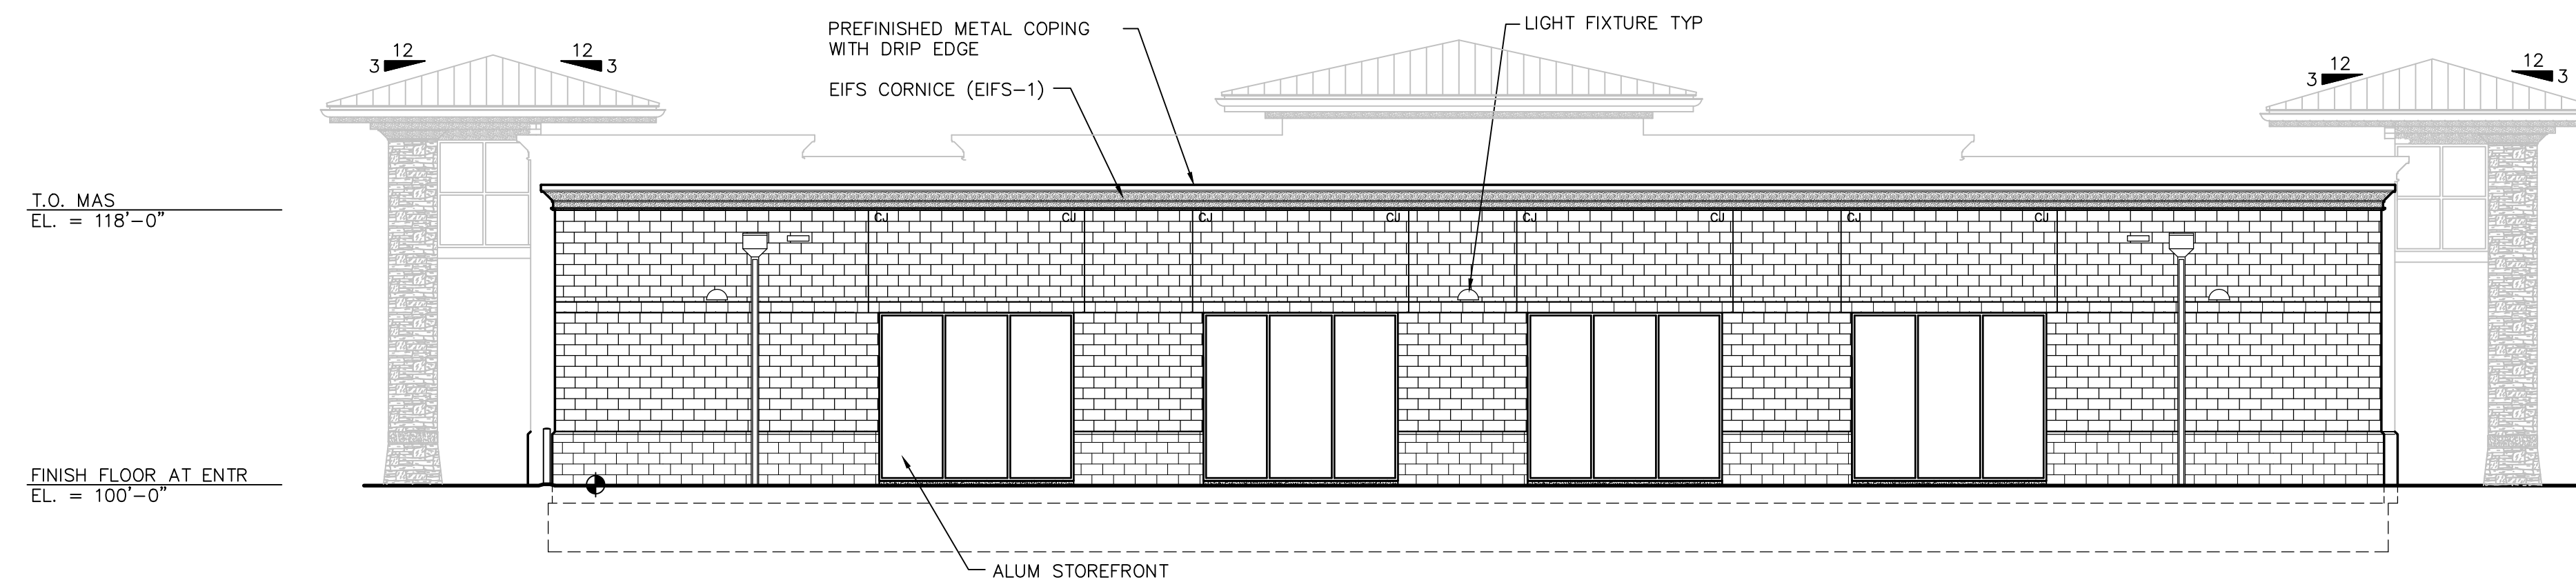 PREFINISHED METAL COPING
WITH DRIP EDGE
LIGHT FIXTURE TYP
12
3
12
3
12
3
12
3
EIFS CORNICE (EIFS-1)
T.O. MAS
EL. = 118'-0"
CJ CJ CJ CJ CJ CJ CJ CJ
FINISH FLOOR AT ENTR
EL. = 100'-0"
ALUM STOREFRONT